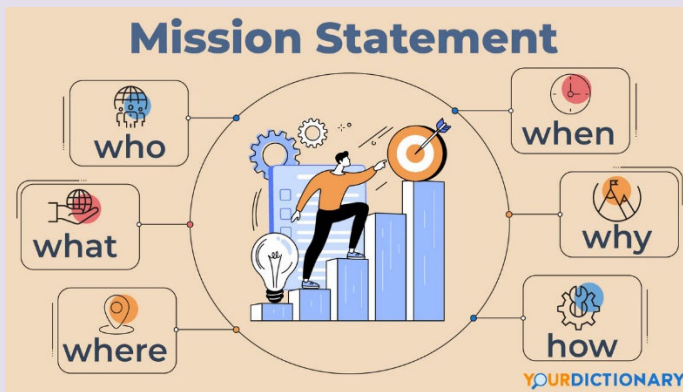 Mission Statement
who
what
where
when
why
how
YOURDICTIONARY